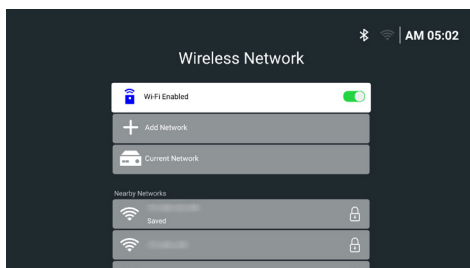 AM 05:02
Wireless Network
Wi-Fi Enabled
Add Network
Current Network
Nearby Networks
Saved